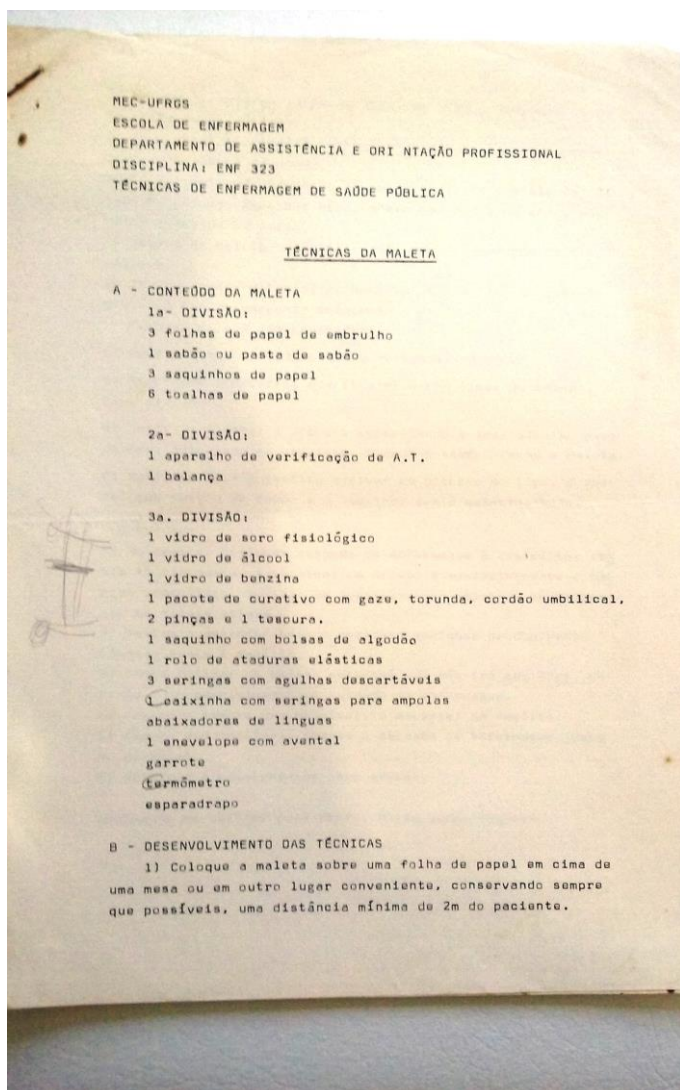 MEC-UFRGS
ESCOLA DE ENFERMAGEM
DEPARTAMENTO DE ASSISTÊNCIA E ORI NTAÇÃO PROFISSIONAL
DISCIPLINA: ENF 323
TÉCNICAS DE ENFERMAGEM DE SAÚDE PÚBLICA
TÉCNICAS DA MALETA
A - CONTEÚDO DA MALETA
1a- DIVISÃO:
3 folhas de papel de embrulho
1 sabão ou pasta de sabão
3 saquinhos de papel
6 toalhas de papel
2a- DIVISÃO:
1 aparelho de verificação de A.T.
1 balança
3a. DIVISÃO:
1 vidro de soro fisiológico
1 vidro de álcool
1 vidro de benzina
1 pacote de curativo com gaze, torunda, cordão umbilical,
2 pinças e 1 tesoura.
1 saquinho com bolsas de algodão
1 rolo de ataduras elásticas
3 seringas com agulhas descartáveis
1 caixinha com seringas para ampolas
abaixadores de linguas
1 enevelope com avental
garrote
termômetro
esparadrapo
B - DESENVOLVIMENTO DAS TÉCNICAS
1) Coloque a maleta sobre uma folha de papel em cima de
uma mesa ou em outro lugar conveniente, conservando sempre
que possíveis, uma distância mínima de 2m do paciente.